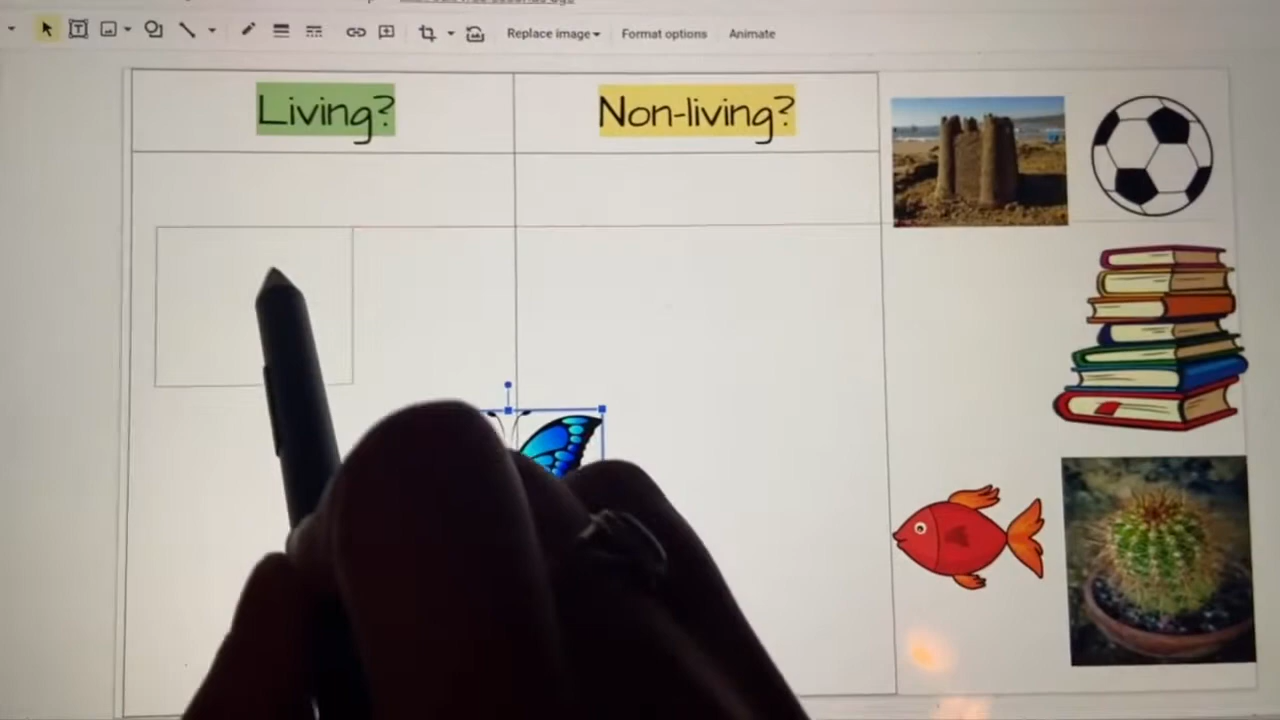 Replace image
Format options
Animate
Living?
Non-living?